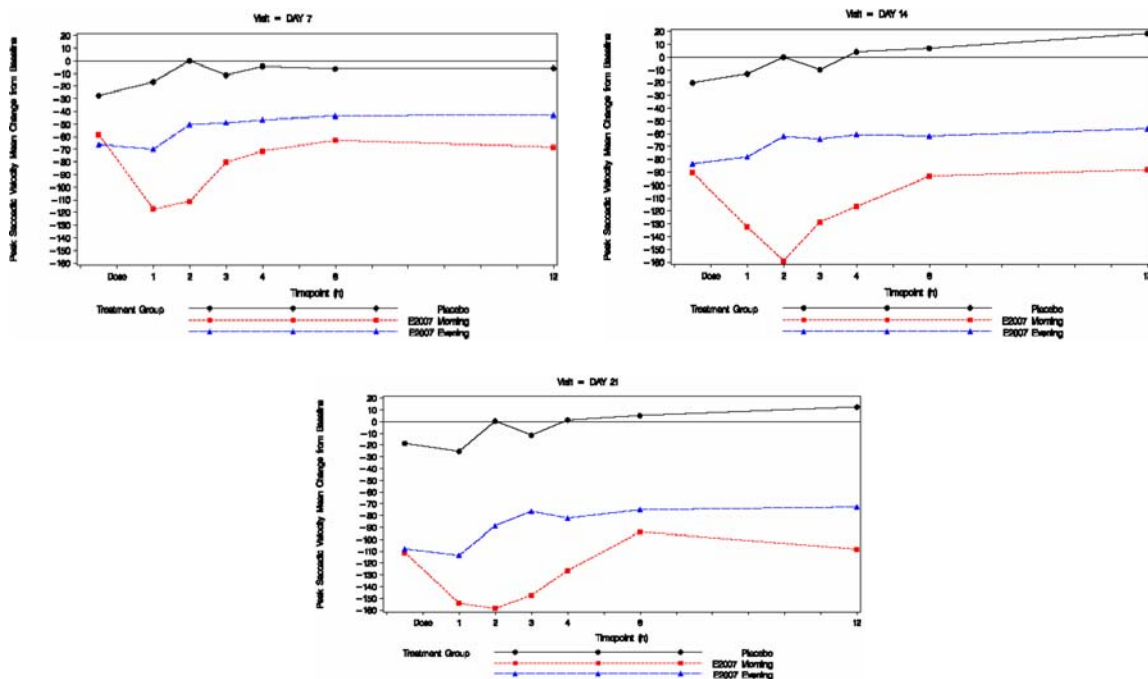 Visit = DAY 7
Peak Saccadic Velocity Mean Change from Baseline
20
10
0
-10
-20
-30
-40
-50
-60
-70
-80
-90
-100
-110
-120
-130
-140
-150
-160
Dose 1 2 3 4 6 12
Timepoint (h)
Treatment Group Placebo
E2007 Morning
E2007 Evening
Visit = DAY 14
Peak Saccadic Velocity Mean Change from Baseline
20
10
0
-10
-20
-30
-40
-50
-60
-70
-80
-90
-100
-110
-120
-130
-140
-150
-160
Dose 1 2 3 4 6 12
Timepoint (h)
Treatment Group Placebo
E2007 Morning
E2007 Evening
Visit = DAY 21
Peak Saccadic Velocity Mean Change from Baseline
20
10
0
-10
-20
-30
-40
-50
-60
-70
-80
-90
-100
-110
-120
-130
-140
-150
-160
Dose 1 2 3 4 6 12
Timepoint (h)
Treatment Group Placebo
E2007 Morning
E2007 Evening